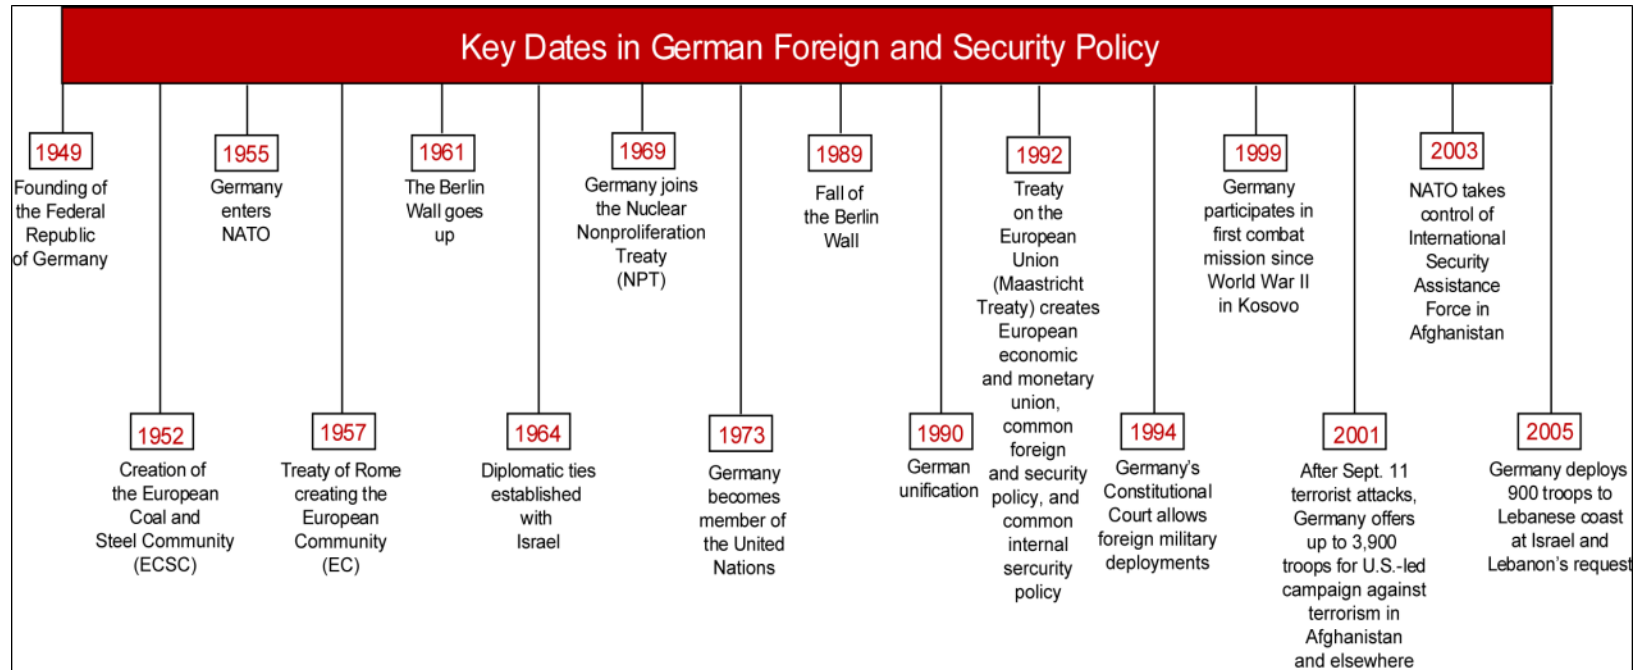 Key Dates in German Foreign and Security Policy
1949
Founding of
the Federal
Republic
of Germany
1952
Creation of
the European
Coal and
Steel Community
(ECSC)
1955
Germany
enters
NATO
1957
Treaty of Rome
creating the
European
Community
(EC)
1961
The Berlin
Wall goes
up
1964
Diplomatic ties
established
with
Israel
1969
Germany joins
the Nuclear
Nonproliferation
Treaty
(NPT)
1973
Germany
becomes
member of
the United
Nations
1989
Fall of
the Berlin
Wall
1990
German
unification
1992
Treaty
on the
European
Union
(Maastricht
Treaty) creates
European
economic
and monetary
union,
common
foreign
and security
policy, and
common
internal
sercurity
policy
1994
Germany's
Constitutional
Court allows
foreign military
deployments
1999
Germany
participates in
first combat
mission since
World War II
in Kosovo
2001
After Sept. 11
terrorist attacks,
Germany offers
up to 3,900
troops for U.S.-led
campaign against
terrorism in
Afghanistan
and elsewhere
2003
NATO takes
control of
International
Security
Assistance
Force in
Afghanistan
2005
Germany deploys
900 troops to
Lebanese coast
at Israel and
Lebanon's request